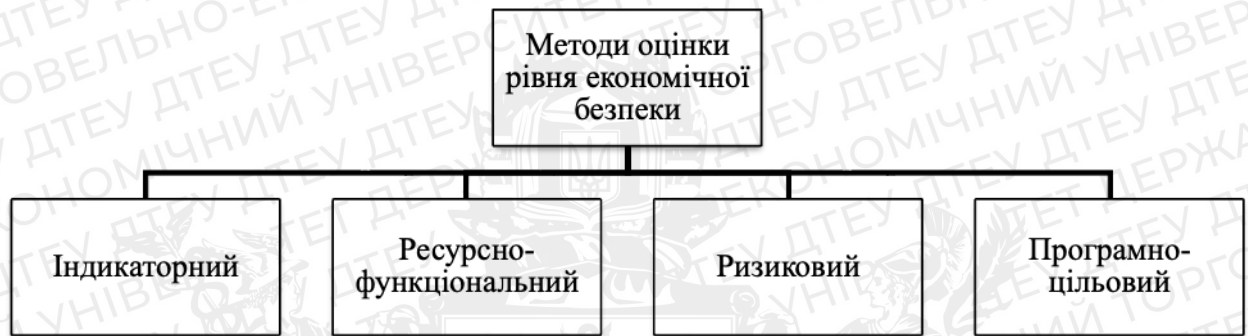 Методи оцінки
рівня економічної
безпеки
Індикаторний
Ресурсно-
функціональний
Ризиковий
Програмно-
цільовий